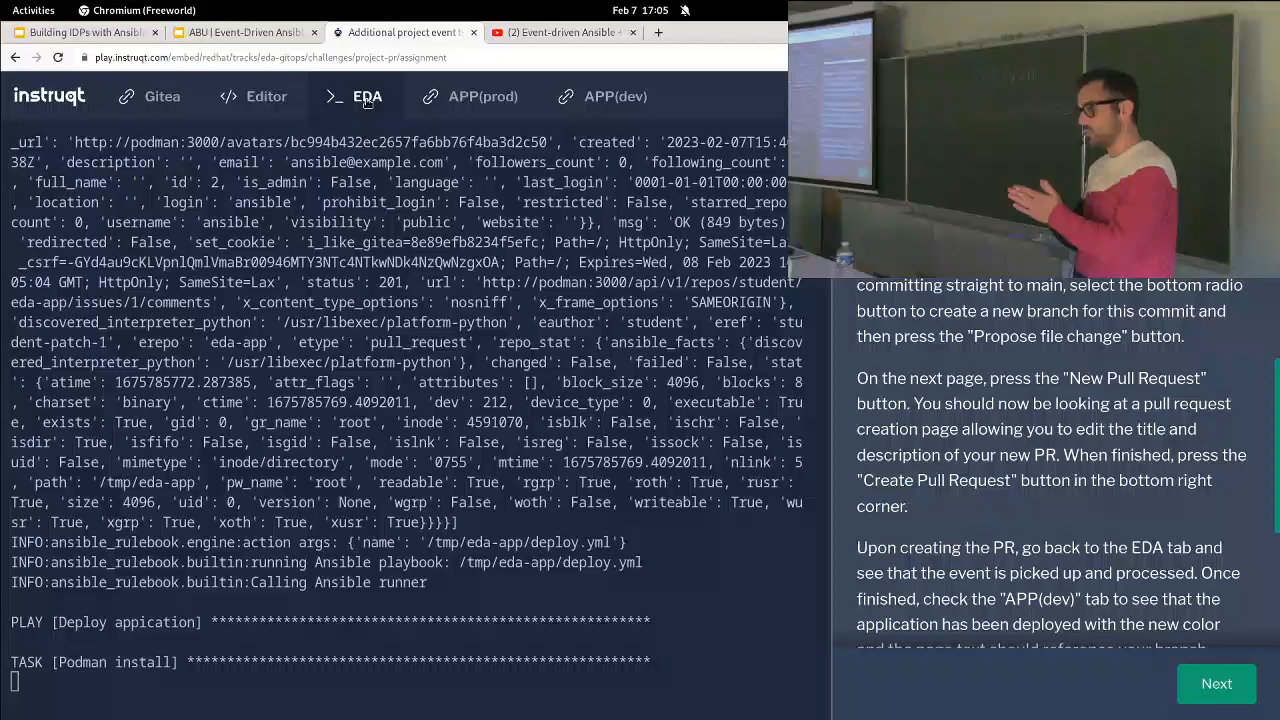 Activities
Chromium (Freeworld)
Feb 7 17:05
Building IDPs with Ansibl
ABU | Event-Driven Ansibl
Additional project event t
(2) Event-driven Ansible +
play.instruqt.com/embed/redhat/tracks/eda-gitops/challenges/project-pr/assignment
instruqt
Gitea
Editor
EDA
APP(prod)
APP(dev)
_url': 'http:podman:3000/avatars/bc994b432ec2657fa6bb76f4ba3d2c50', 'created': '2023-02-07T15:4
38Z', 'description': '', 'email': 'ansible@example.com', 'followers_count': 0, 'following_count':
, 'full_name': '', 'id': 2, 'is_admin': False, 'language': '', 'last_login': '0001-01-01T00:00:00
, 'location': '', 'login': 'ansible', 'prohibit_login': False, 'restricted': False, 'starred_repo
count': 0, 'username': 'ansible', 'visibility': 'public', 'website': ''}}, 'msg': 'OK (849 bytes)
'redirected': False, 'set_cookie': 'i_like_gitea=8e89efb8234f5efc; Path=/; HttpOnly; SameSite=La
_csrf=-GYd4au9cKLVpnlQmlVmaBr00946MTY3NTc4NTkwNDk4NzQwNzgxOA; Path=/; Expires=Wed, 08 Feb 2023 1
05:04 GMT; HttpOnly; SameSite=Lax', 'status': 201, 'url': 'http://podman:3000/api/v1/repos/student/
eda-app/issues/1/comments', 'x_content_type_options': 'nosniff', 'x_frame_options': 'SAMEORIGIN'},
'discovered_interpreter_python': '/usr/libexec/platform-python', 'eauthor': 'student', 'eref': 'stu
dent-patch-1', 'erepo': 'eda-app', 'etype': 'pull_request', 'repo_stat': {'ansible_facts': {'discov
ered_interpreter_python': '/usr/libexec/platform-python'}, 'changed': False, 'failed': False, 'stat
': {'atime': 1675785772.287385, 'attr_flags': '', 'attributes': [], 'block_size': 4096, 'blocks': 8
, 'charset': 'binary', 'ctime': 1675785769.4092011, 'dev': 212, 'device_type': 0, 'executable': Tru
e, 'exists': True, 'gid': 0, 'gr_name': 'root', 'inode': 4591070, 'isblk': False, 'ischr': False, '
isdir': True, 'isfifo': False, 'isgid': False, 'islnk': False, 'isreg': False, 'issock': False, 'is
uid': False, 'mimetype': 'inode/directory', 'mode': '0755', 'mtime': 1675785769.4092011, 'nlink': 5
, 'path': '/tmp/eda-app', 'pw_name': 'root', 'readable': True, 'rgrp': True, 'roth': True, 'rusr':
True, 'size': 4096, 'uid': 0, 'version': None, 'wgrp': False, 'woth': False, 'writeable': True, 'wu
sr': True, 'xgrp': True, 'xoth': True, 'xusr': True}}}}]
INFO:ansible_rulebook.engine:action args: {'name': '/tmp/eda-app/deploy.yml'}
INFO:ansible_rulebook.builtin:running Ansible playbook: /tmp/eda-app/deploy.yml
INFO:ansible_rulebook.builtin:Calling Ansible runner
PLAY [Deploy appication] *******************************************************
TASK [Podman install] **********************************************************
committing straight to main, select the bottom radio
button to create a new branch for this commit and
then press the "Propose file change" button.
On the next page, press the "New Pull Request"
button. You should now be looking at a pull request
creation page allowing you to edit the title and
description of your new PR. When finished, press the
"Create Pull Request" button in the bottom right
corner.
Upon creating the PR, go back to the EDA tab and
see that the event is picked up and processed. Once
finished, check the "APP(dev)" tab to see that the
application has been deployed with the new color
and the page text should reference your branch
Next